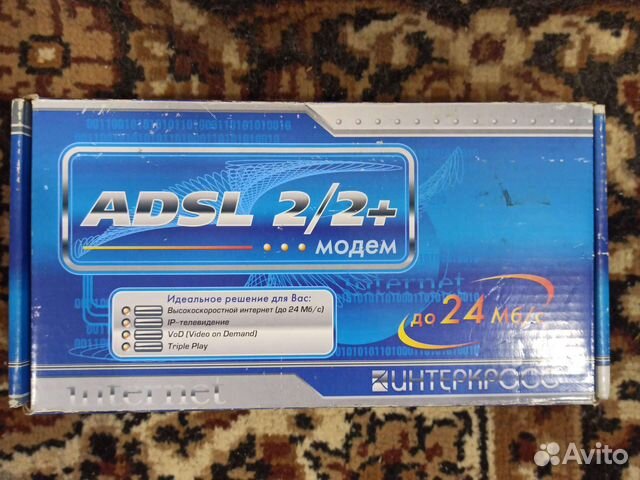 ADSL 2/2+
модем
Internet
Идеальное решение для Вас:
Высокоскоростной интернет (до 24 Мб/с)
IP-телевидение
VoD (Video on Demand)
Triple Play
до 24 Мб/с
Internet
ИНТЕРКРОСС
Avito